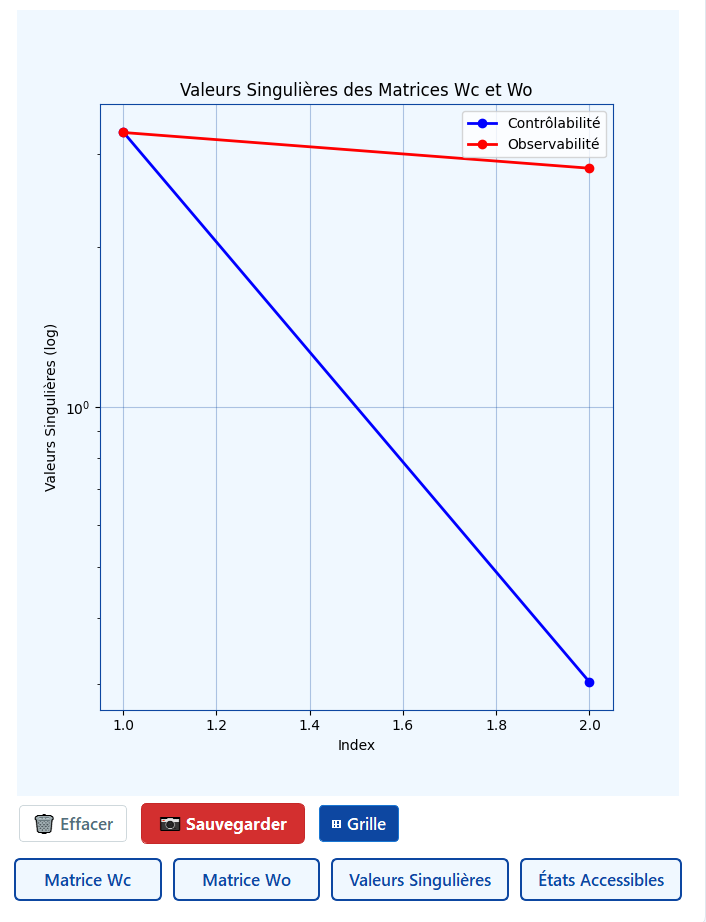 Valeurs Singulières des Matrices Wc et Wo
Contrôlabilité
Observabilité
Valeurs Singulières (log)
10⁰
1.0 1.2 1.4 1.6 1.8 2.0
Index
Effacer Sauvegarder Grille
Matrice Wc Matrice Wo Valeurs Singulières États Accessibles